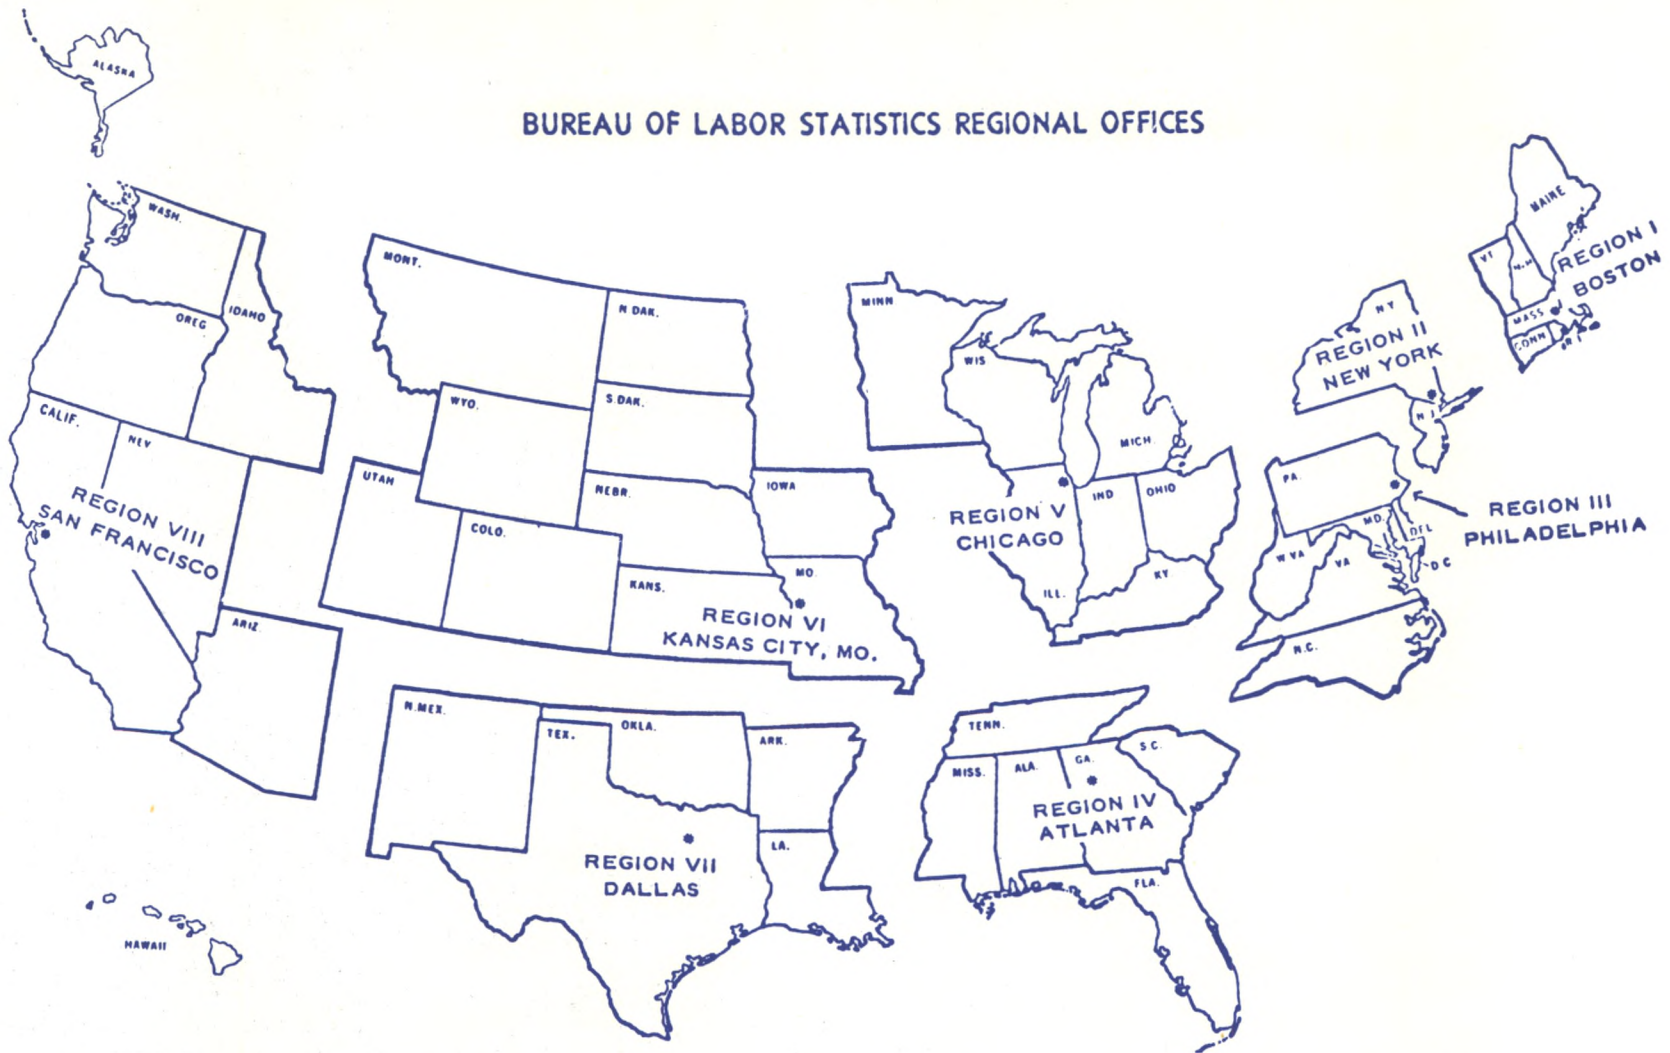 BUREAU OF LABOR STATISTICS REGIONAL OFFICES
ALASKA
WASH.
OREG
IDAHO
CALIF.
NEV
REGION VIII
SAN FRANCISCO
ARIZ.
HAWAII
MONT.
N DAK.
S.DAK.
WYO.
UTAH
COLO.
NEBR.
IOWA
KANS.
MO.
REGION VI
KANSAS CITY, MO.
N.MEX.
TEX.
OKLA.
ARK.
LA.
REGION VII
DALLAS
MINN
WIS
MICH.
REGION V
CHICAGO
IND
OHIO
ILL.
KY
TENN.
MISS.
ALA.
GA.
S.C.
REGION IV
ATLANTA
FLA.
PA.
MD.
DEL
D C
W.VA
VA
N.C.
REGION III
PHILADELPHIA
N Y
REGION II
NEW YORK
N J
MAINE
VT
N.H
MASS
CONN
R I
REGION I
BOSTON